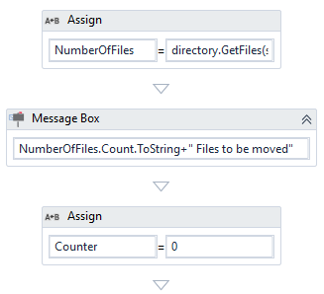 A+B Assign
NumberOfFiles = directory.GetFiles(s
Message Box
NumberOfFiles.Count.ToString+" Files to be moved"
A+B Assign
Counter = 0